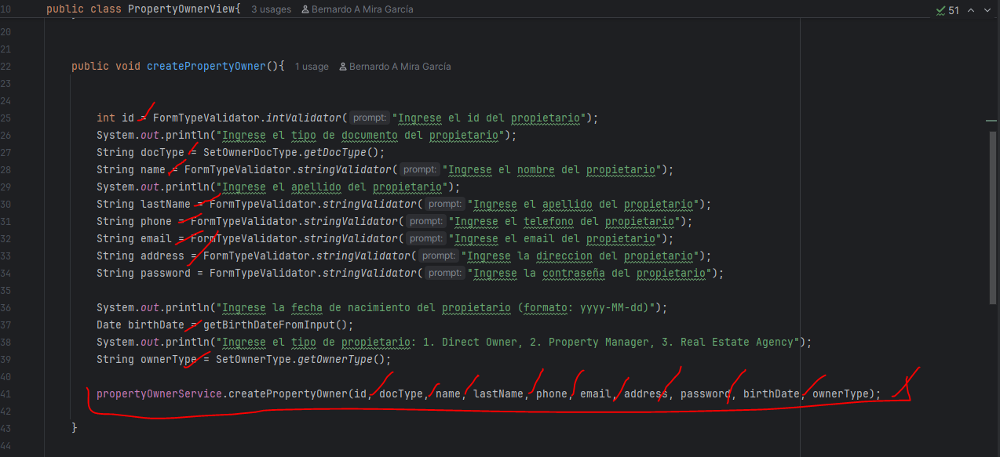 10 public class PropertyOwnerView{ 3 usages Bernardo A Mira García 51
20
21
22 public void createPropertyOwner(){ 1 usage Bernardo A Mira García
23
24
25 int id = FormTypeValidator.intValidator( prompt: "Ingrese el id del propietario");
26 System.out.println("Ingrese el tipo de documento del propietario");
27 String docType = SetOwnerDocType.getDocType();
28 String name = FormTypeValidator.stringValidator( prompt: "Ingrese el nombre del propietario");
29 System.out.println("Ingrese el apellido del propietario");
30 String lastName = FormTypeValidator.stringValidator( prompt: "Ingrese el apellido del propietario");
31 String phone = FormTypeValidator.stringValidator( prompt: "Ingrese el telefono del propietario");
32 String email = FormTypeValidator.stringValidator( prompt: "Ingrese el email del propietario");
33 String address = FormTypeValidator.stringValidator( prompt: "Ingrese la direccion del propietario");
34 String password = FormTypeValidator.stringValidator( prompt: "Ingrese la contraseña del propietario");
35
36 System.out.println("Ingrese la fecha de nacimiento del propietario (formato: yyyy-MM-dd)");
37 Date birthDate = getBirthDateFromInput();
38 System.out.println("Ingrese el tipo de propietario: 1. Direct Owner, 2. Property Manager, 3. Real Estate Agency");
39 String ownerType = SetOwnerType.getOwnerType();
40
41 propertyOwnerService.createPropertyOwner(id, docType, name, lastName, phone, email, address, password, birthDate, ownerType);
42
43 }
44